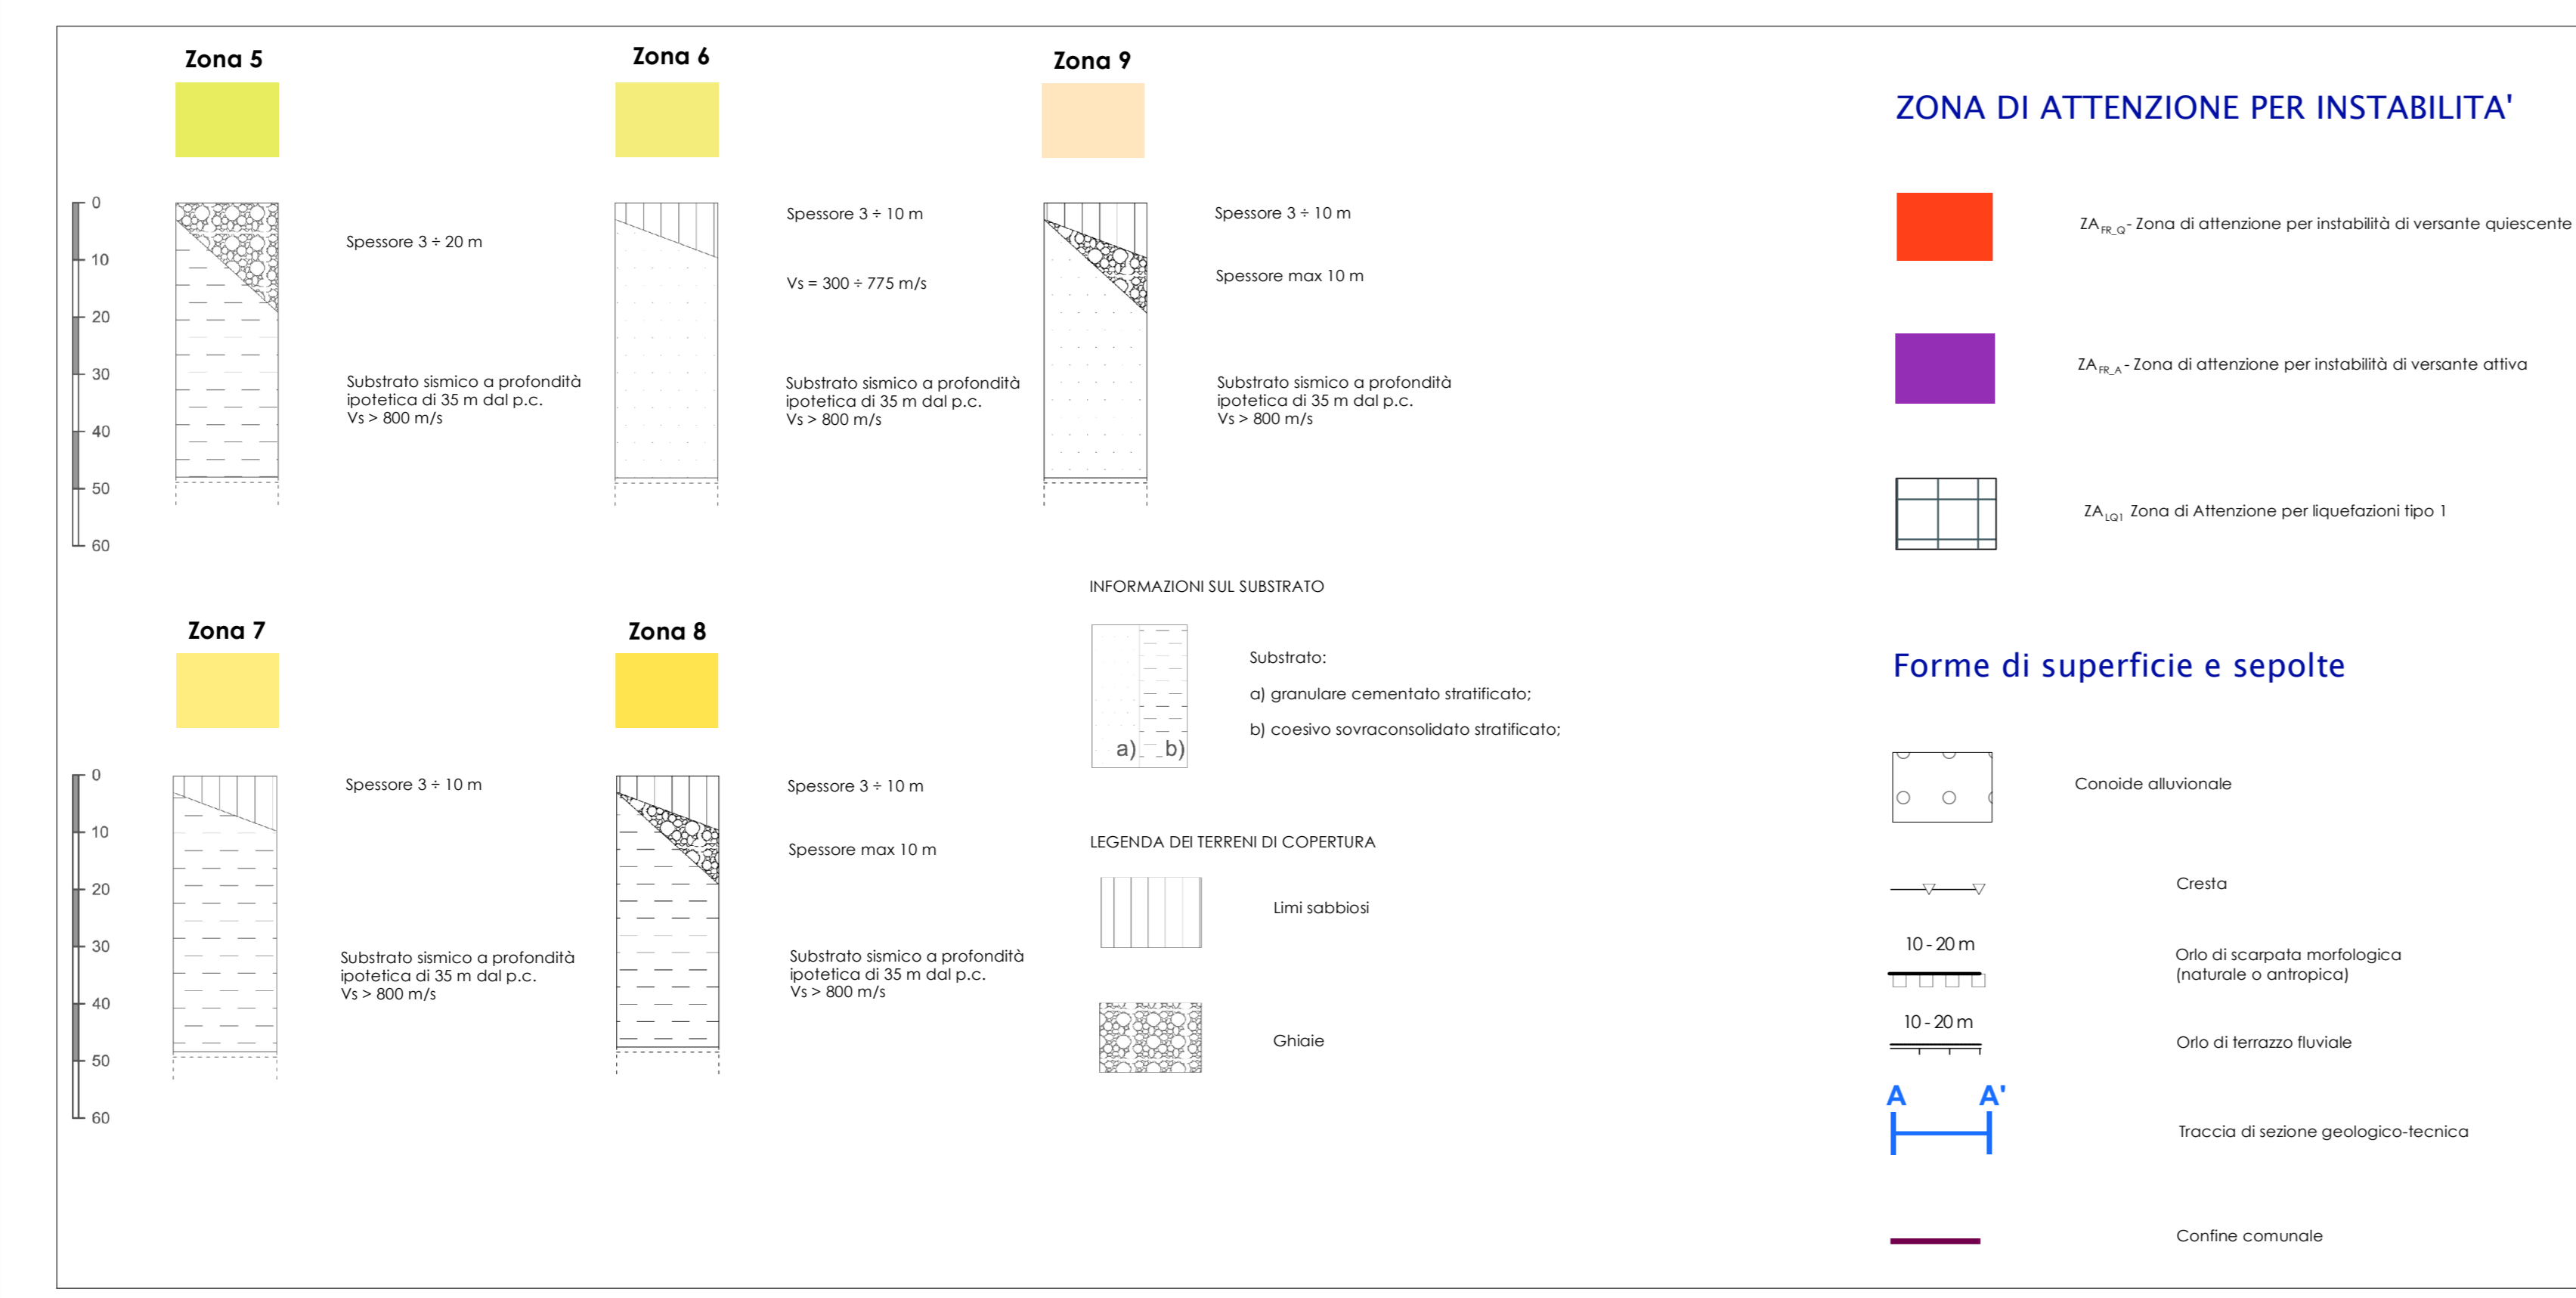 Zona 5
0
10
20
30
40
50
60
Spessore 3 ÷ 20 m
Substrato sismico a profondità
ipotetica di 35 m dal p.c.
Vs > 800 m/s
Zona 6
Spessore 3 ÷ 10 m
Vs = 300 ÷ 775 m/s
Substrato sismico a profondità
ipotetica di 35 m dal p.c.
Vs > 800 m/s
Zona 9
Spessore 3 ÷ 10 m
Spessore max 10 m
Substrato sismico a profondità
ipotetica di 35 m dal p.c.
Vs > 800 m/s
Zona 7
0
10
20
30
40
50
60
Spessore 3 ÷ 10 m
Substrato sismico a profondità
ipotetica di 35 m dal p.c.
Vs > 800 m/s
Zona 8
Spessore 3 ÷ 10 m
Spessore max 10 m
Substrato sismico a profondità
ipotetica di 35 m dal p.c.
Vs > 800 m/s
INFORMAZIONI SUL SUBSTRATO
a) b)
Substrato:
a) granulare cementato stratificato;
b) coesivo sovraconsolidato stratificato;
LEGENDA DEI TERRENI DI COPERTURA
Limi sabbiosi
Ghiaie
ZONA DI ATTENZIONE PER INSTABILITA'
ZA FR_Q - Zona di attenzione per instabilità di versante quiescente
ZA FR_A - Zona di attenzione per instabilità di versante attiva
ZA LQ1 Zona di Attenzione per liquefazioni tipo 1
Forme di superficie e sepolte
Conoide alluvionale
Cresta
10 - 20 m
Orlo di scarpata morfologica
(naturale o antropica)
10 - 20 m
Orlo di terrazzo fluviale
A A'
Traccia di sezione geologico-tecnica
Confine comunale